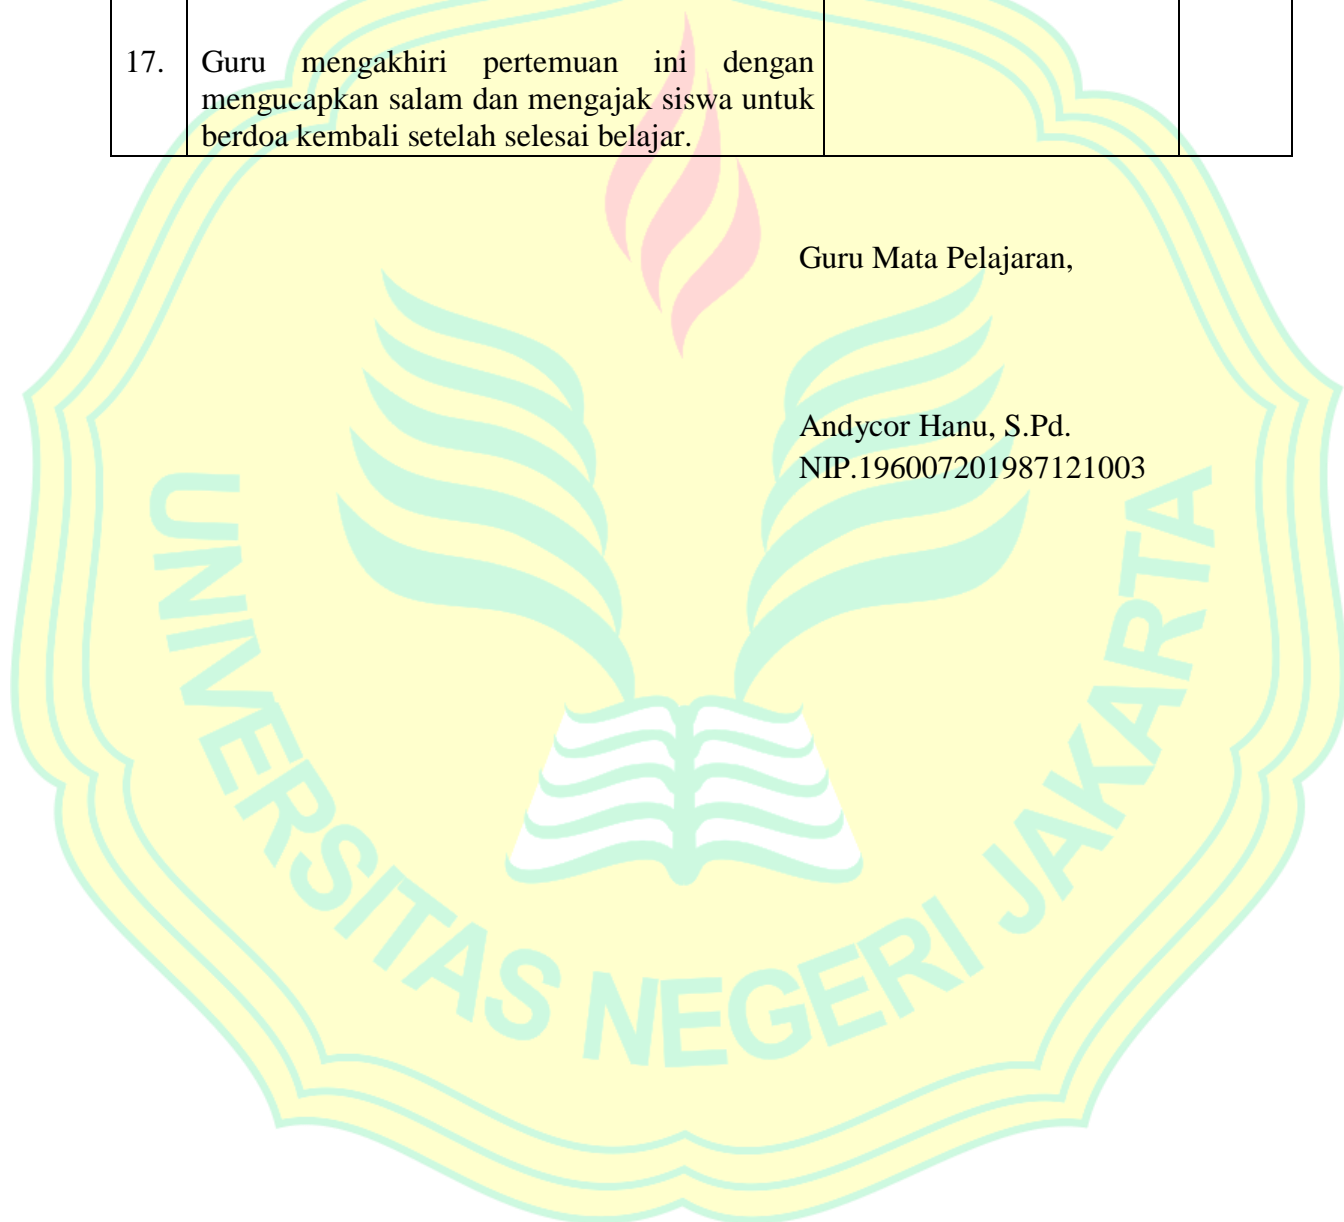 17. Guru mengakhiri pertemuan ini dengan
mengucapkan salam dan mengajak siswa untuk
berdoa kembali setelah selesai belajar.
Guru Mata Pelajaran,
Andycor Hanu, S.Pd.
NIP.196007201987121003
UNIVERSITAS NEGERI JAKARTA